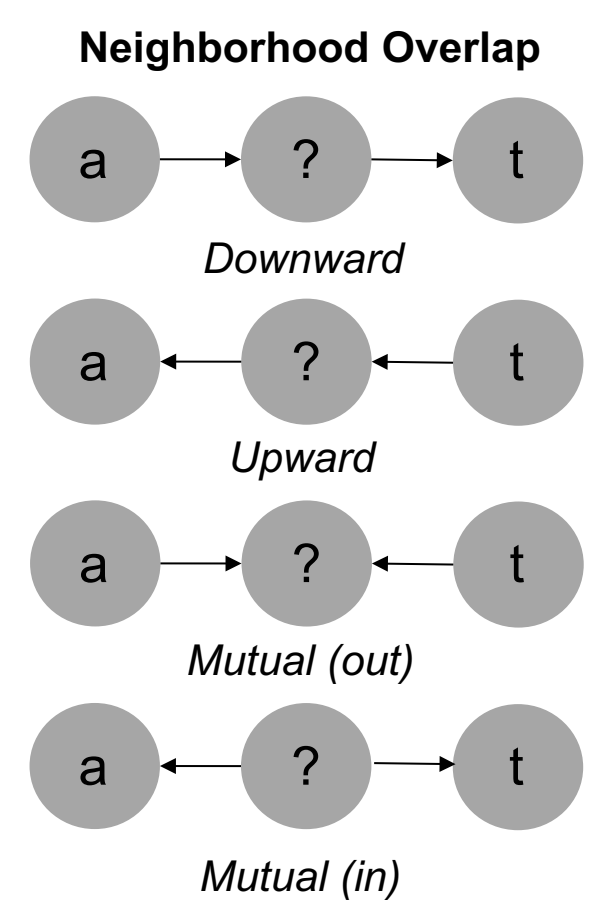 Neighborhood Overlap
a ? t
Downward
a ? t
Upward
a ? t
Mutual (out)
a ? t
Mutual (in)